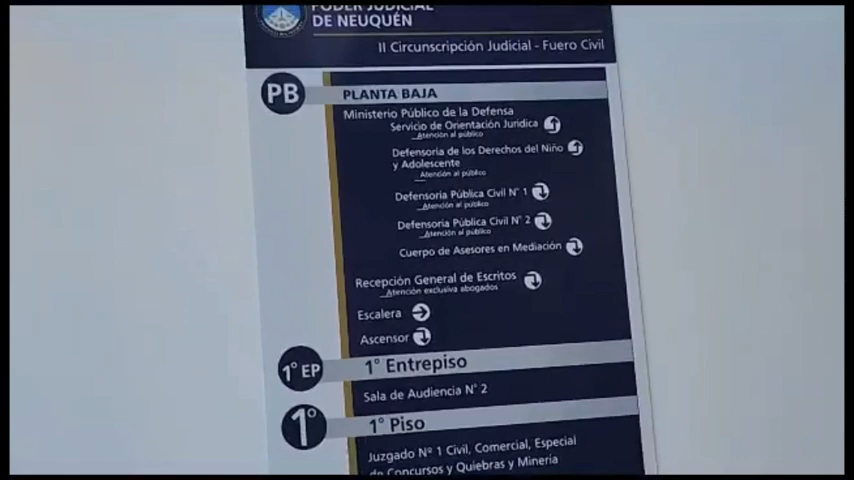 PODER JUDICIAL
DE NEUQUÉN
II Circunscripción Judicial - Fuero Civil
PB PLANTA BAJA
Ministerio Público de la Defensa
Servicio de Orientación Jurídica
Atención al público
Defensoría de los Derechos del Niño
y Adolescente
Atención al público
Defensoría Pública Civil N° 1
Atención al público
Defensoría Pública Civil N° 2
Atención al público
Cuerpo de Asesores en Mediación
Recepción General de Escritos
Atención exclusiva abogados
Escalera
Ascensor
1° EP 1° Entrepiso
Sala de Audiencia N° 2
1° 1° Piso
Juzgado Nº 1 Civil, Comercial, Especial
de Concursos y Quiebras y Minería